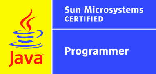 Sun Microsystems
CERTIFIED
Programmer
Java